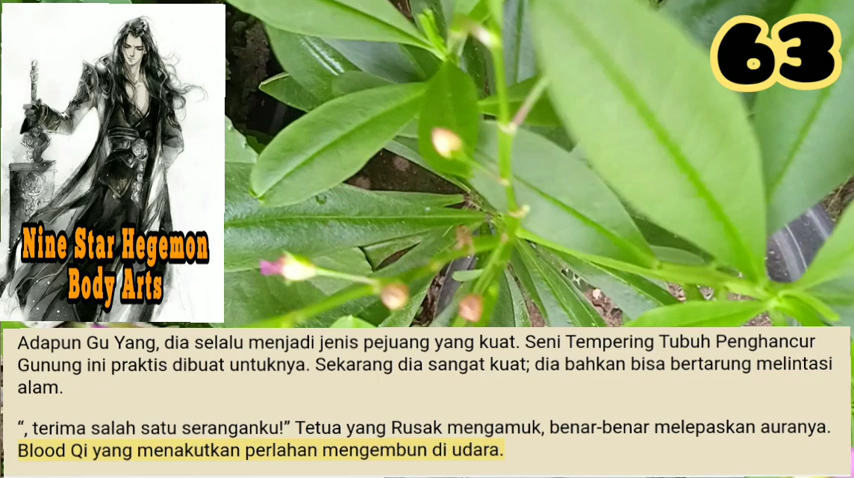 63
Nine Star Hegemon
Body Arts
Adapun Gu Yang, dia selalu menjadi jenis pejuang yang kuat. Seni Tempering Tubuh Penghancur
Gunung ini praktis dibuat untuknya. Sekarang dia sangat kuat; dia bahkan bisa bertarung melintasi
alam.
“, terima salah satu seranganku!” Tetua yang Rusak mengamuk, benar-benar melepaskan auranya.
Blood Qi yang menakutkan perlahan mengembun di udara.